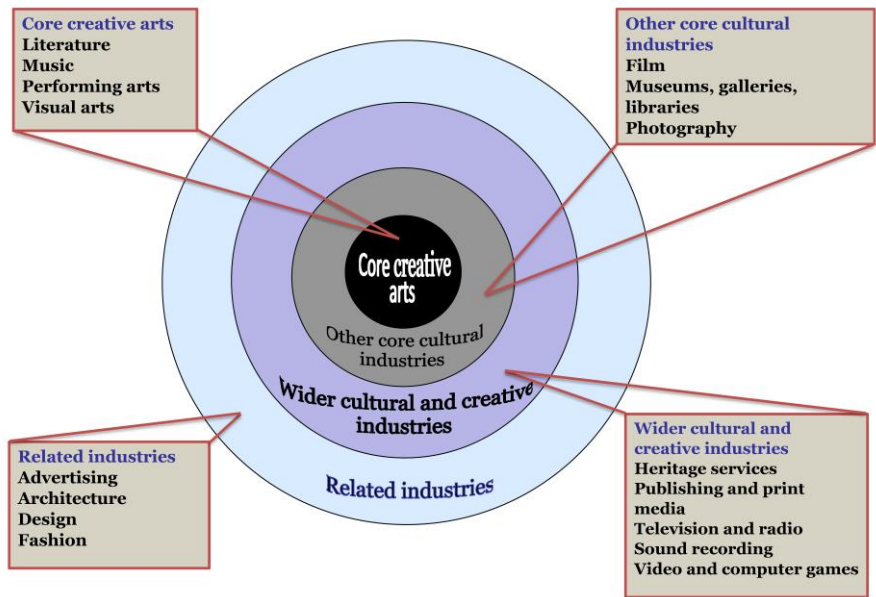 Core creative arts
Literature
Music
Performing arts
Visual arts
Other core cultural
industries
Film
Museums, galleries,
libraries
Photography
Core creative
arts
Other core cultural
industries
Wider cultural and creative
industries
Related industries
Related industries
Advertising
Architecture
Design
Fashion
Wider cultural and
creative industries
Heritage services
Publishing and print
media
Television and radio
Sound recording
Video and computer games